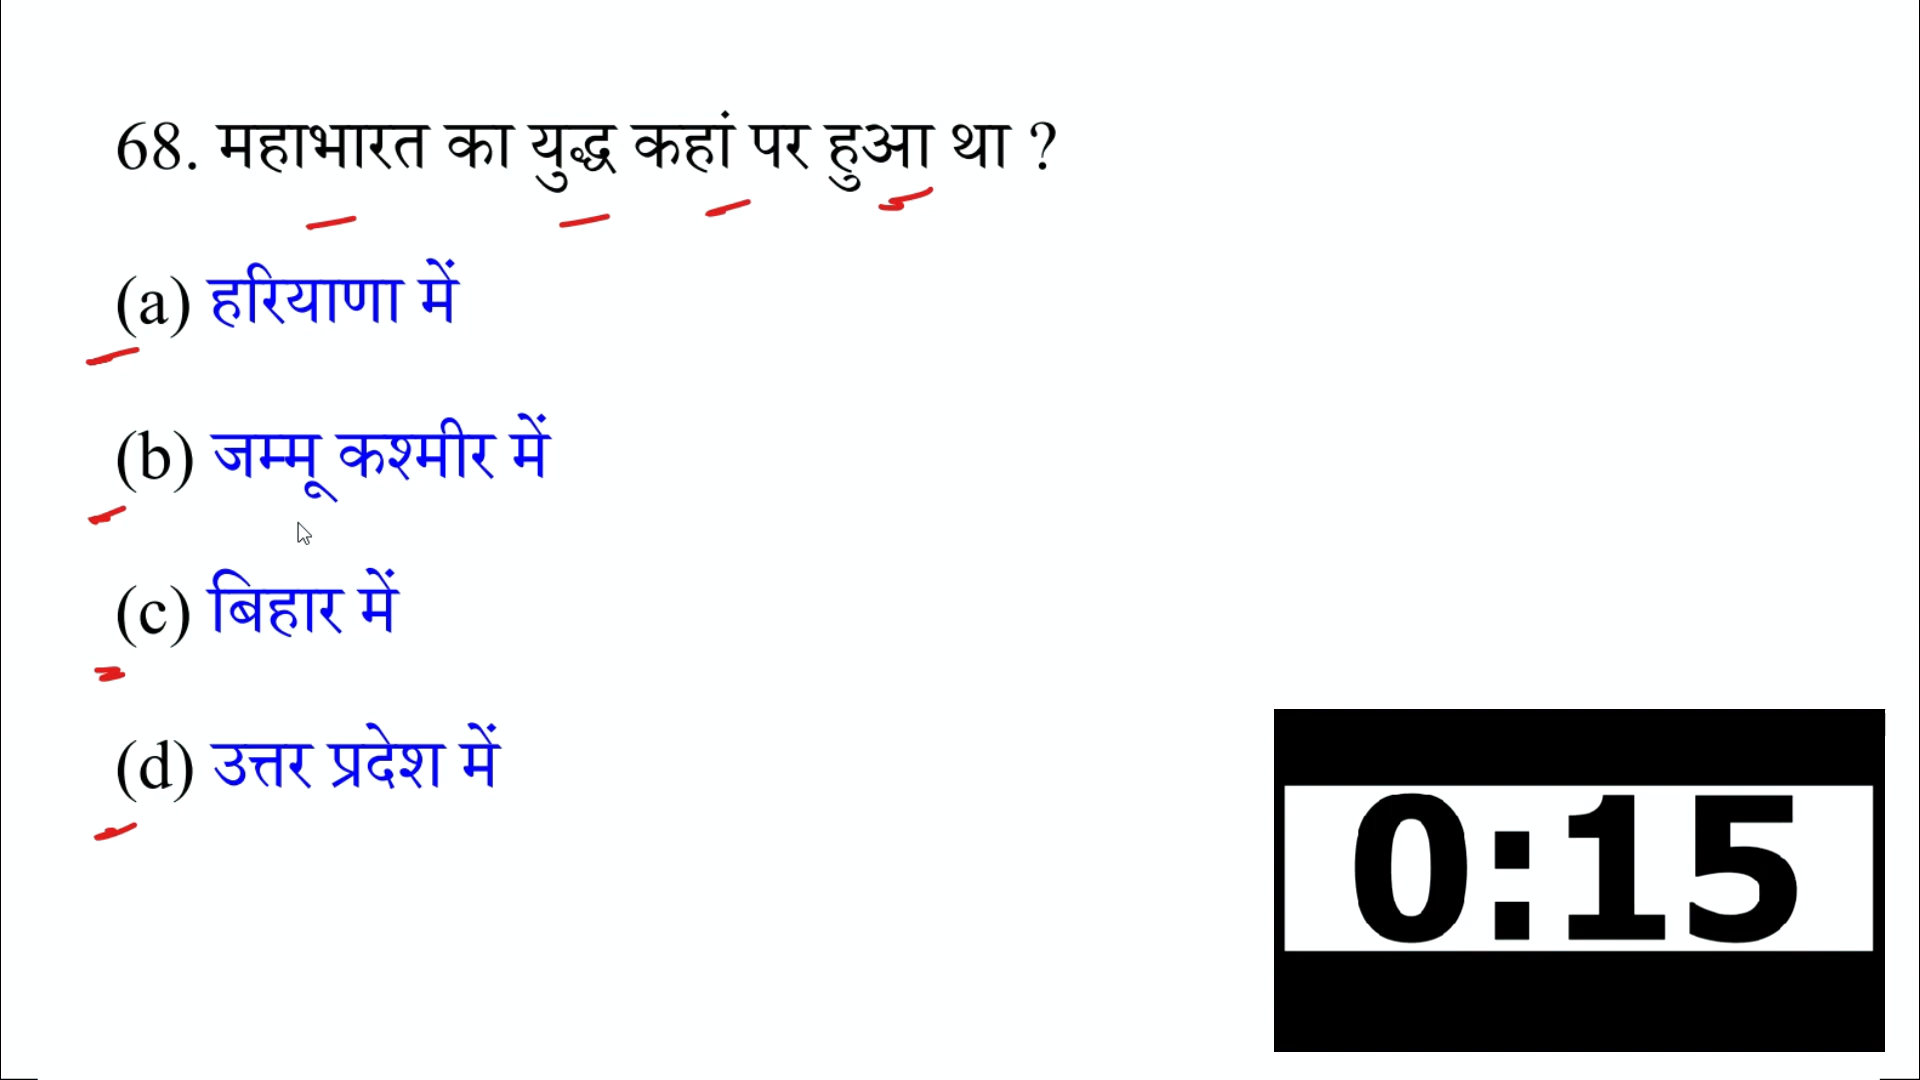 68. महाभारत का युद्ध कहां पर हुआ था ?
(a) हरियाणा में
(b) जम्मू कश्मीर में
(c) बिहार में
(d) उत्तर प्रदेश में
0:15